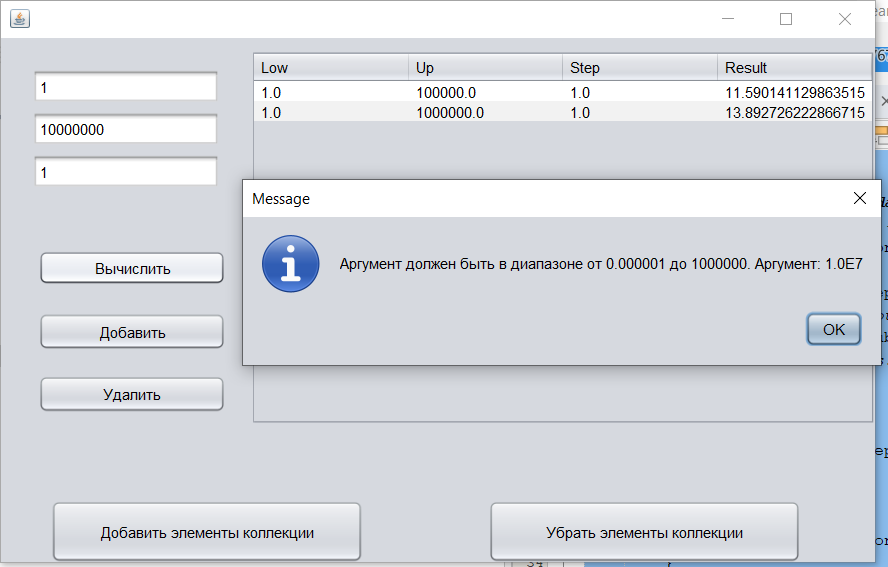 1
10000000
1
Low Up Step Result
1.0 100000.0 1.0 11.590141129863515
1.0 1000000.0 1.0 13.892726222866715
Message
Аргумент должен быть в диапазоне от 0.000001 до 1000000. Аргумент: 1.0E7
OK
Вычислить
Добавить
Удалить
Добавить элементы коллекции
Убрать элементы коллекции